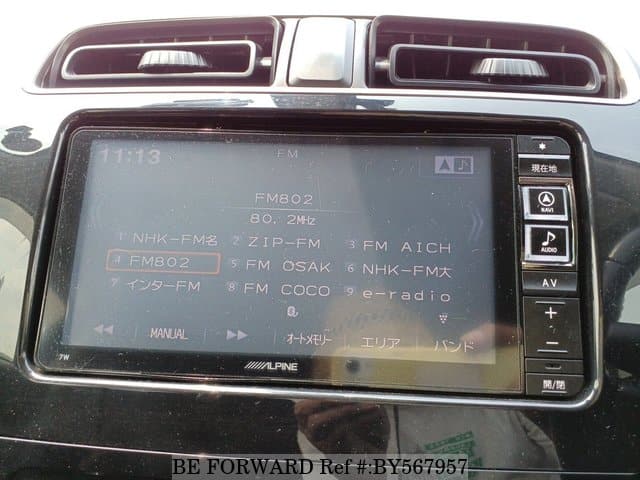 11:13 FM
FM802
80.2MHz
1 NHK-FM名 2 ZIP-FM 3 FM AICH
4 FM802 5 FM OSAK 6 NHK-FM大
7 インターFM 8 FM COCO 9 e-radio
MANUAL オートメモリー エリア バンド
7W ALPINE
現在地
NAVI
AUDIO
AV
+
−
開/閉
BE FORWARD Ref #:BY567957